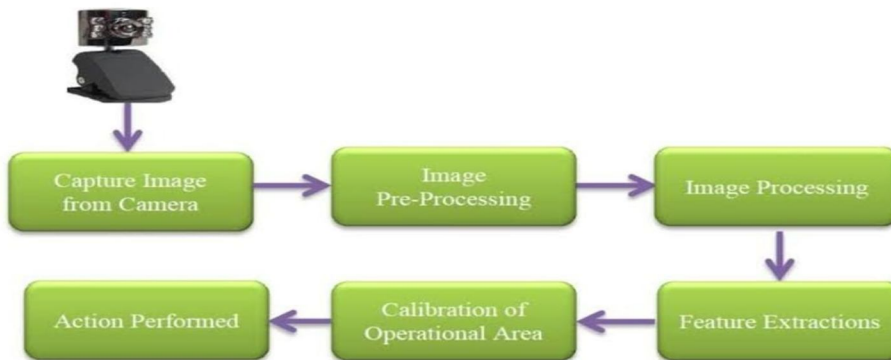 Capture Image
from Camera
Image
Pre-Processing
Image Processing
Feature Extractions
Calibration of
Operational Area
Action Performed